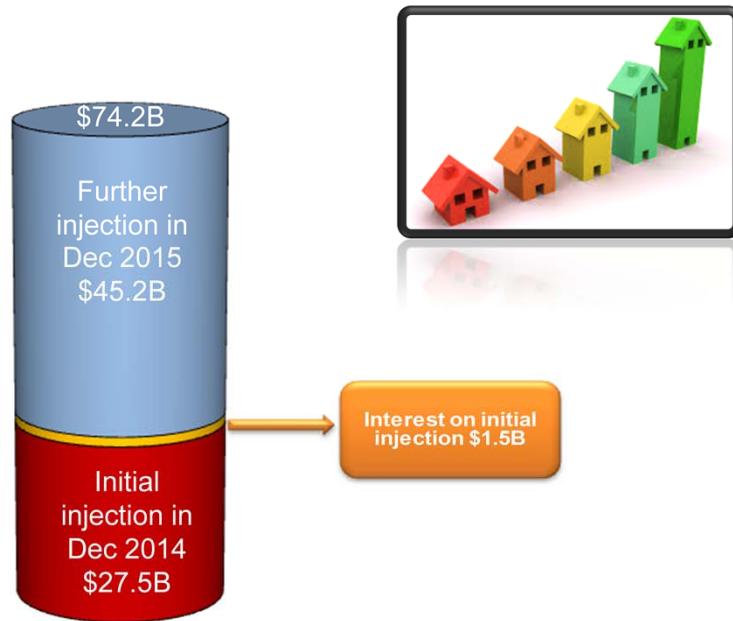 $74.2B
Further
injection in
Dec 2015
$45.2B
Interest on initial
injection $1.5B
Initial
injection in
Dec 2014
$27.5B